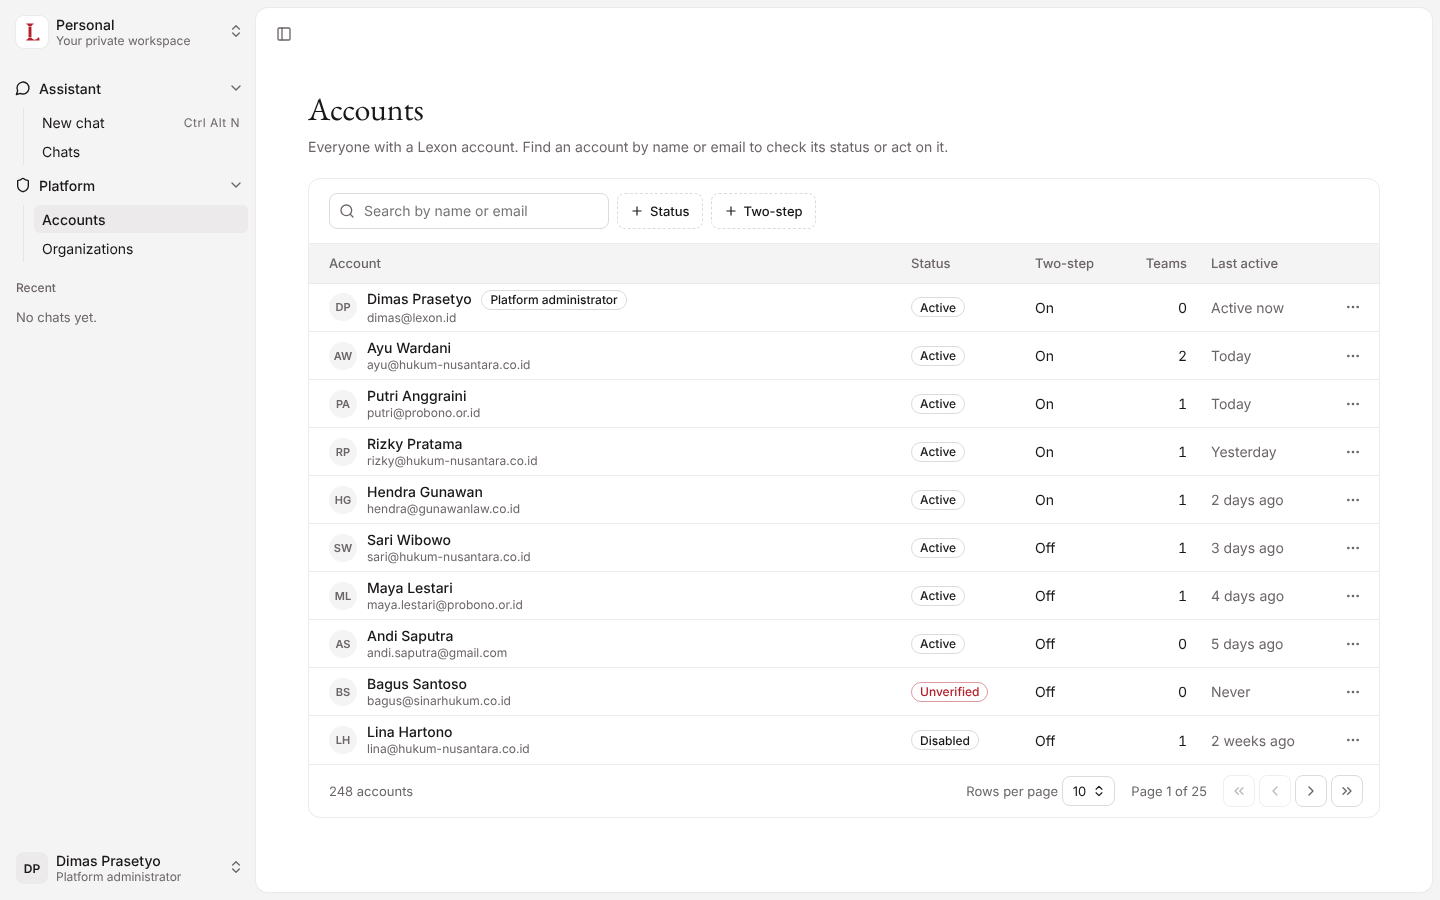 L
Personal
Your private workspace
Assistant
New chat Ctrl Alt N
Chats
Platform
Accounts
Organizations
Recent
No chats yet.
DP
Dimas Prasetyo
Platform administrator
Accounts
Everyone with a Lexon account. Find an account by name or email to check its status or act on it.
Search by name or email
Status
Two-step
Account Status Two-step Teams Last active
DP Dimas Prasetyo Platform administrator Active On 0 Active now
dimas@lexon.id
AW Ayu Wardani Active On 2 Today
ayu@hukum-nusantara.co.id
PA Putri Anggraini Active On 1 Today
putri@probono.or.id
RP Rizky Pratama Active On 1 Yesterday
rizky@hukum-nusantara.co.id
HG Hendra Gunawan Active On 1 2 days ago
hendra@gunawanlaw.co.id
SW Sari Wibowo Active Off 1 3 days ago
sari@hukum-nusantara.co.id
ML Maya Lestari Active Off 1 4 days ago
maya.lestari@probono.or.id
AS Andi Saputra Active Off 0 5 days ago
andi.saputra@gmail.com
BS Bagus Santoso Unverified Off 0 Never
bagus@sinarhukum.co.id
LH Lina Hartono Disabled Off 1 2 weeks ago
lina@hukum-nusantara.co.id
248 accounts Rows per page 10 Page 1 of 25